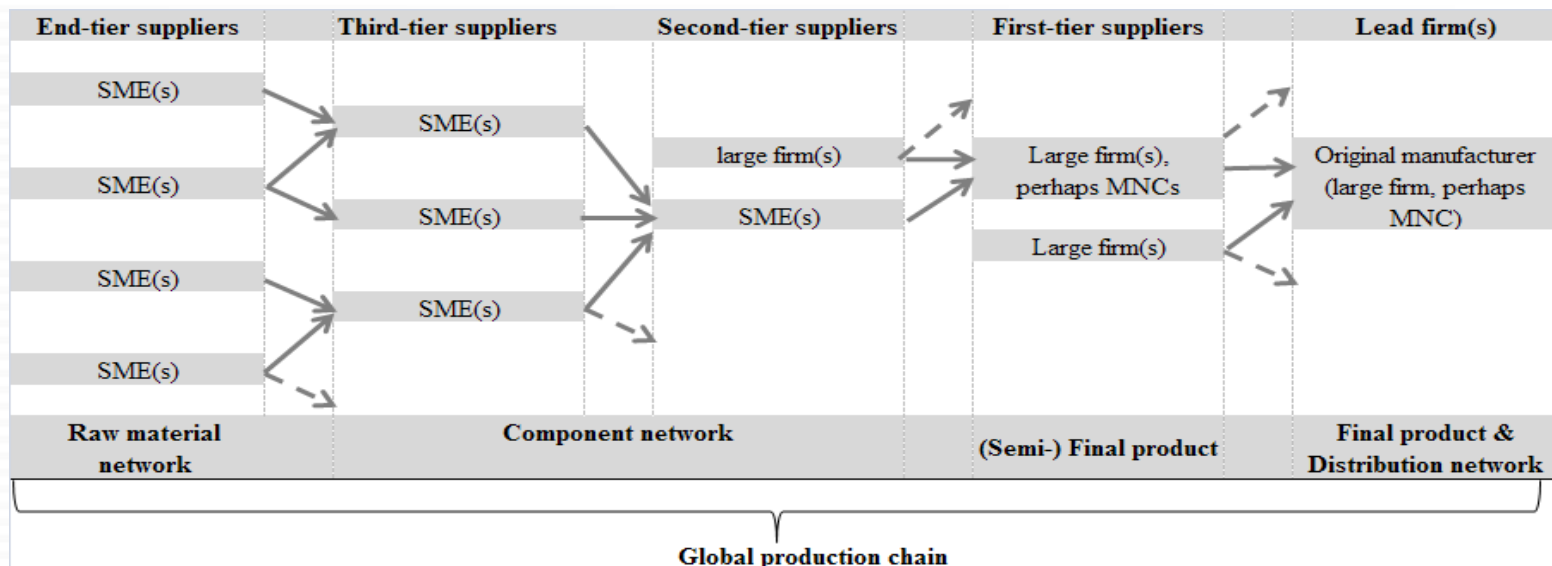 End-tier suppliers
Third-tier suppliers
Second-tier suppliers
First-tier suppliers
Lead firm(s)
SME(s)
SME(s)
SME(s)
SME(s)
SME(s)
SME(s)
SME(s)
large firm(s)
SME(s)
Large firm(s),
perhaps MNCs
Large firm(s)
Original manufacturer
(large firm, perhaps
MNC)
Raw material
network
Component network
(Semi-) Final product
Final product &
Distribution network
Global production chain